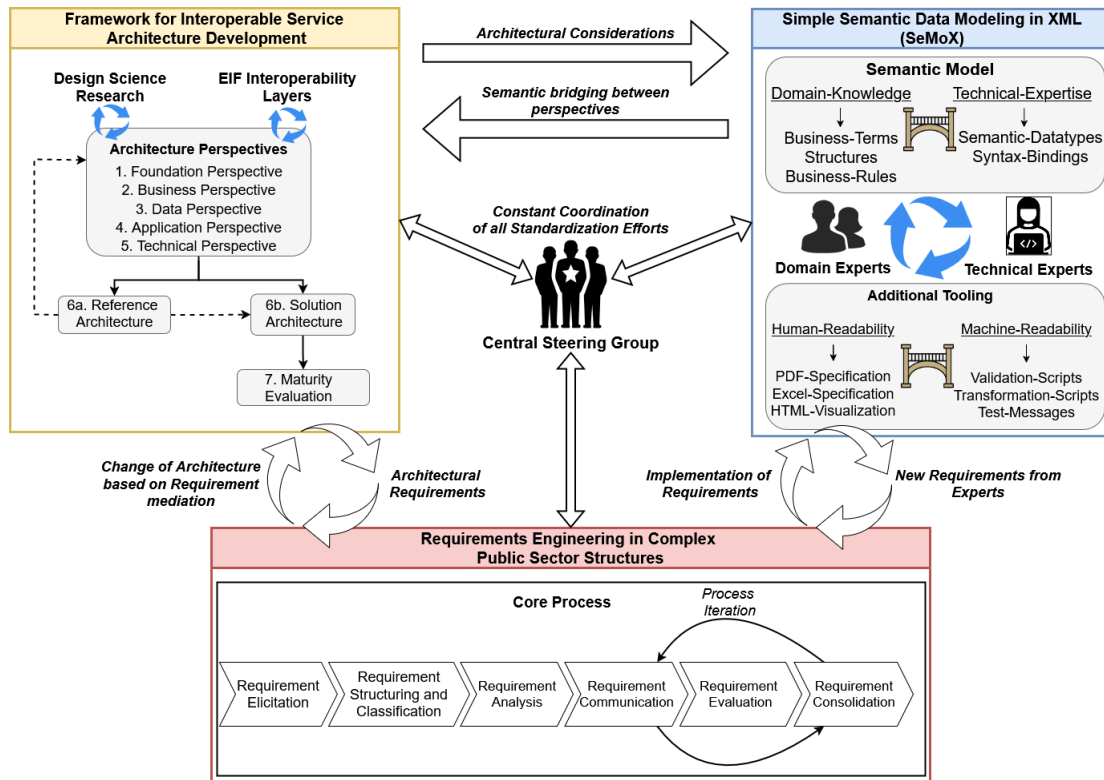 Framework for Interoperable Service
Architecture Development
Design Science
Research
EIF Interoperability
Layers
Architecture Perspectives
1. Foundation Perspective
2. Business Perspective
3. Data Perspective
4. Application Perspective
5. Technical Perspective
6a. Reference
Architecture
6b. Solution
Architecture
7. Maturity
Evaluation
Architectural Considerations
Semantic bridging between
perspectives
Constant Coordination
of all Standardization Efforts
Central Steering Group
Simple Semantic Data Modeling in XML
(SeMoX)
Semantic Model
Domain-Knowledge
Technical-Expertise
Business-Terms
Structures
Business-Rules
Semantic-Datatypes
Syntax-Bindings
</>
Domain Experts
Technical Experts
Additional Tooling
Human-Readability
Machine-Readability
PDF-Specification
Excel-Specification
HTML-Visualization
Validation-Scripts
Transformation-Scripts
Test-Messages
Change of Architecture
based on Requirement
mediation
Architectural
Requirements
Implementation of
Requirements
New Requirements from
Experts
Requirements Engineering in Complex
Public Sector Structures
Core Process
Process
Iteration
Requirement
Elicitation
Requirement
Structuring and
Classification
Requirement
Analysis
Requirement
Communication
Requirement
Evaluation
Requirement
Consolidation